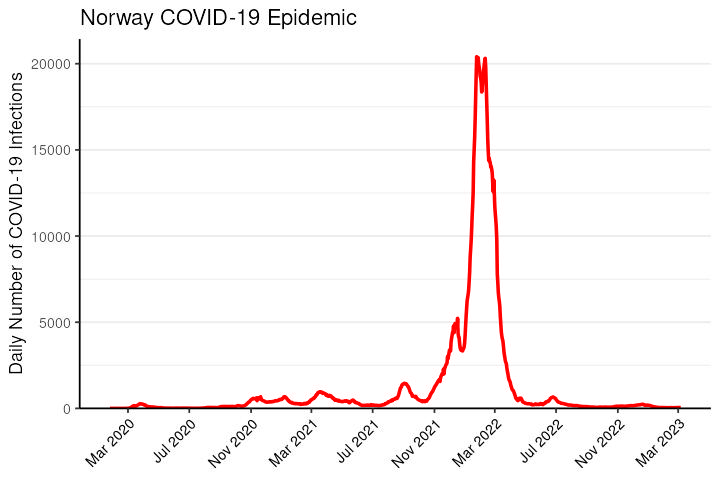 Norway COVID-19 Epidemic
Daily Number of COVID-19 Infections
20000
15000
10000
5000
0
Mar 2020
Jul 2020
Nov 2020
Mar 2021
Jul 2021
Nov 2021
Mar 2022
Jul 2022
Nov 2022
Mar 2023